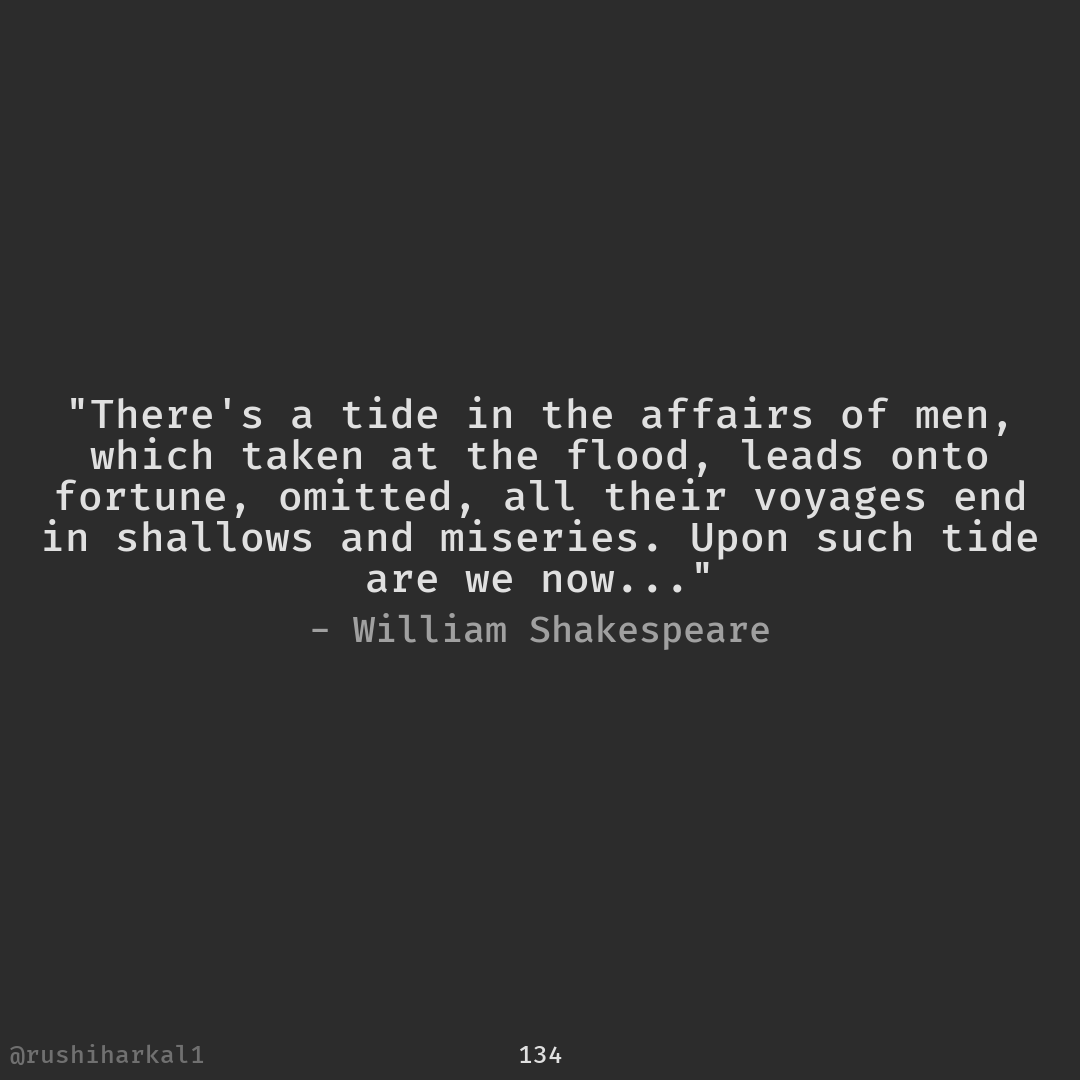 "There's a tide in the affairs of men,
which taken at the flood, leads onto
fortune, omitted, all their voyages end
in shallows and miseries. Upon such tide
are we now..."
– William Shakespeare
@rushiharkal1
134